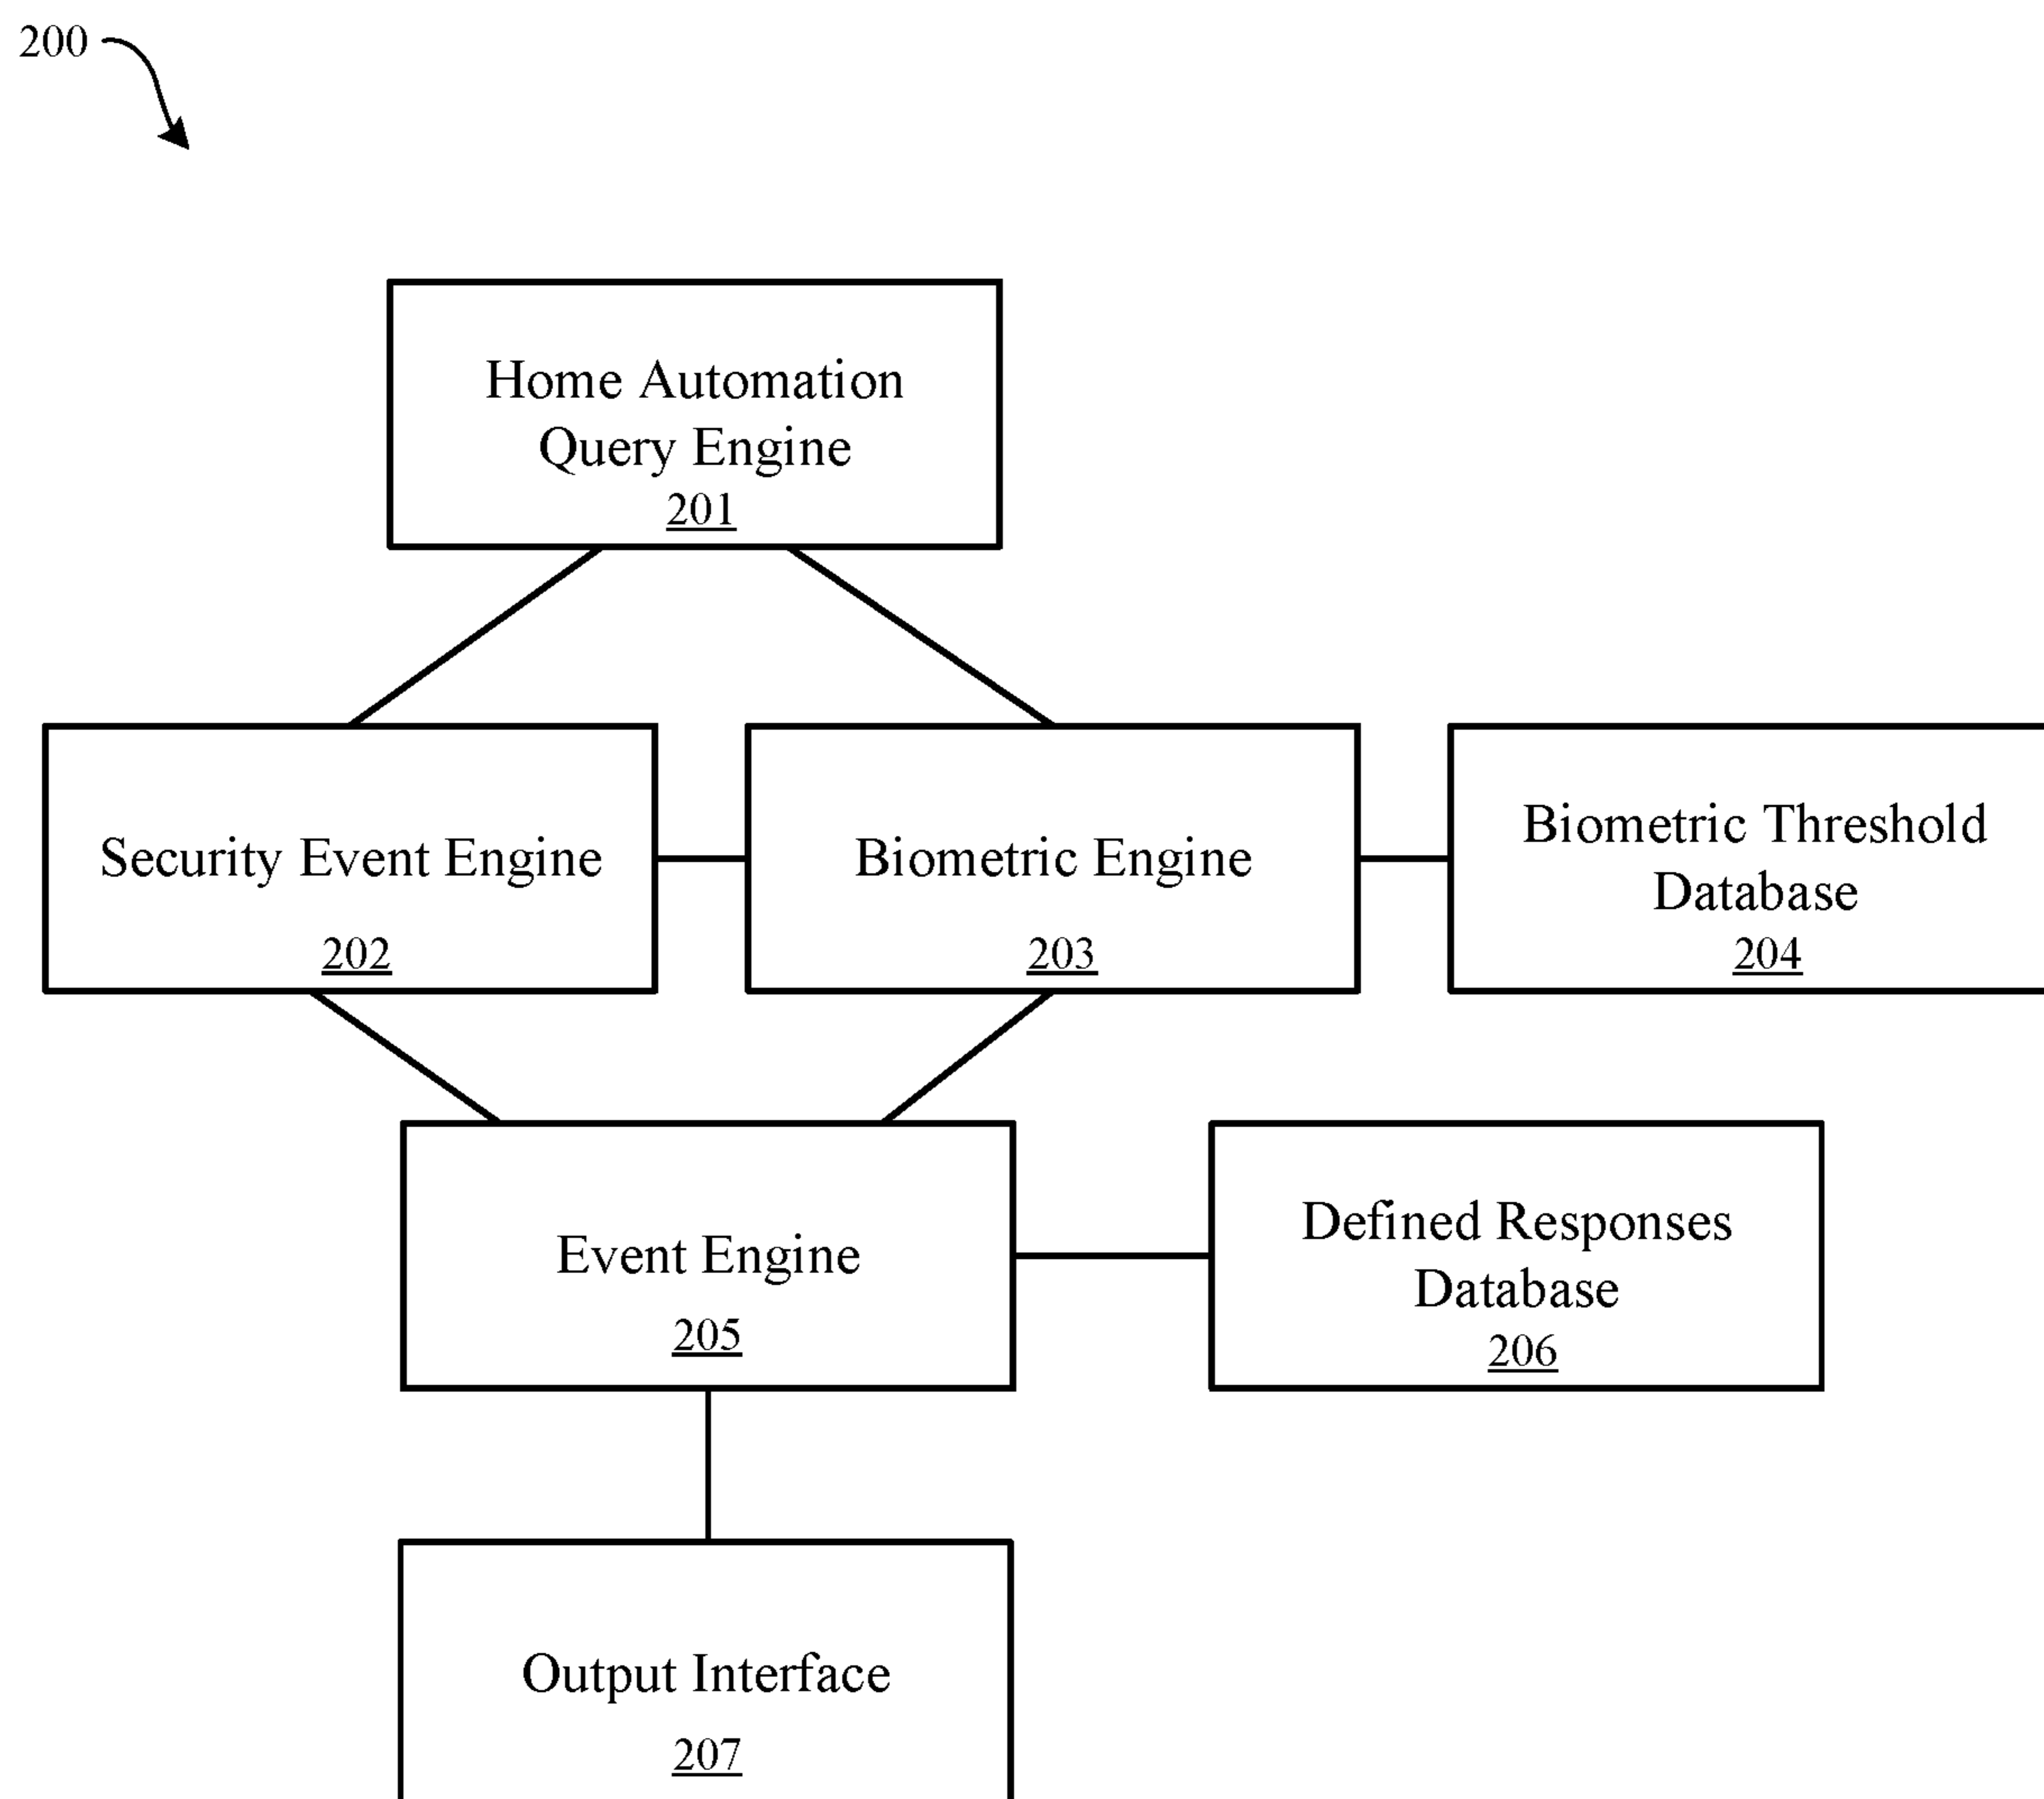 200
Home Automation
Query Engine
201
Security Event Engine
202
Biometric Engine
203
Biometric Threshold
Database
204
Event Engine
205
Defined Responses
Database
206
Output Interface
207